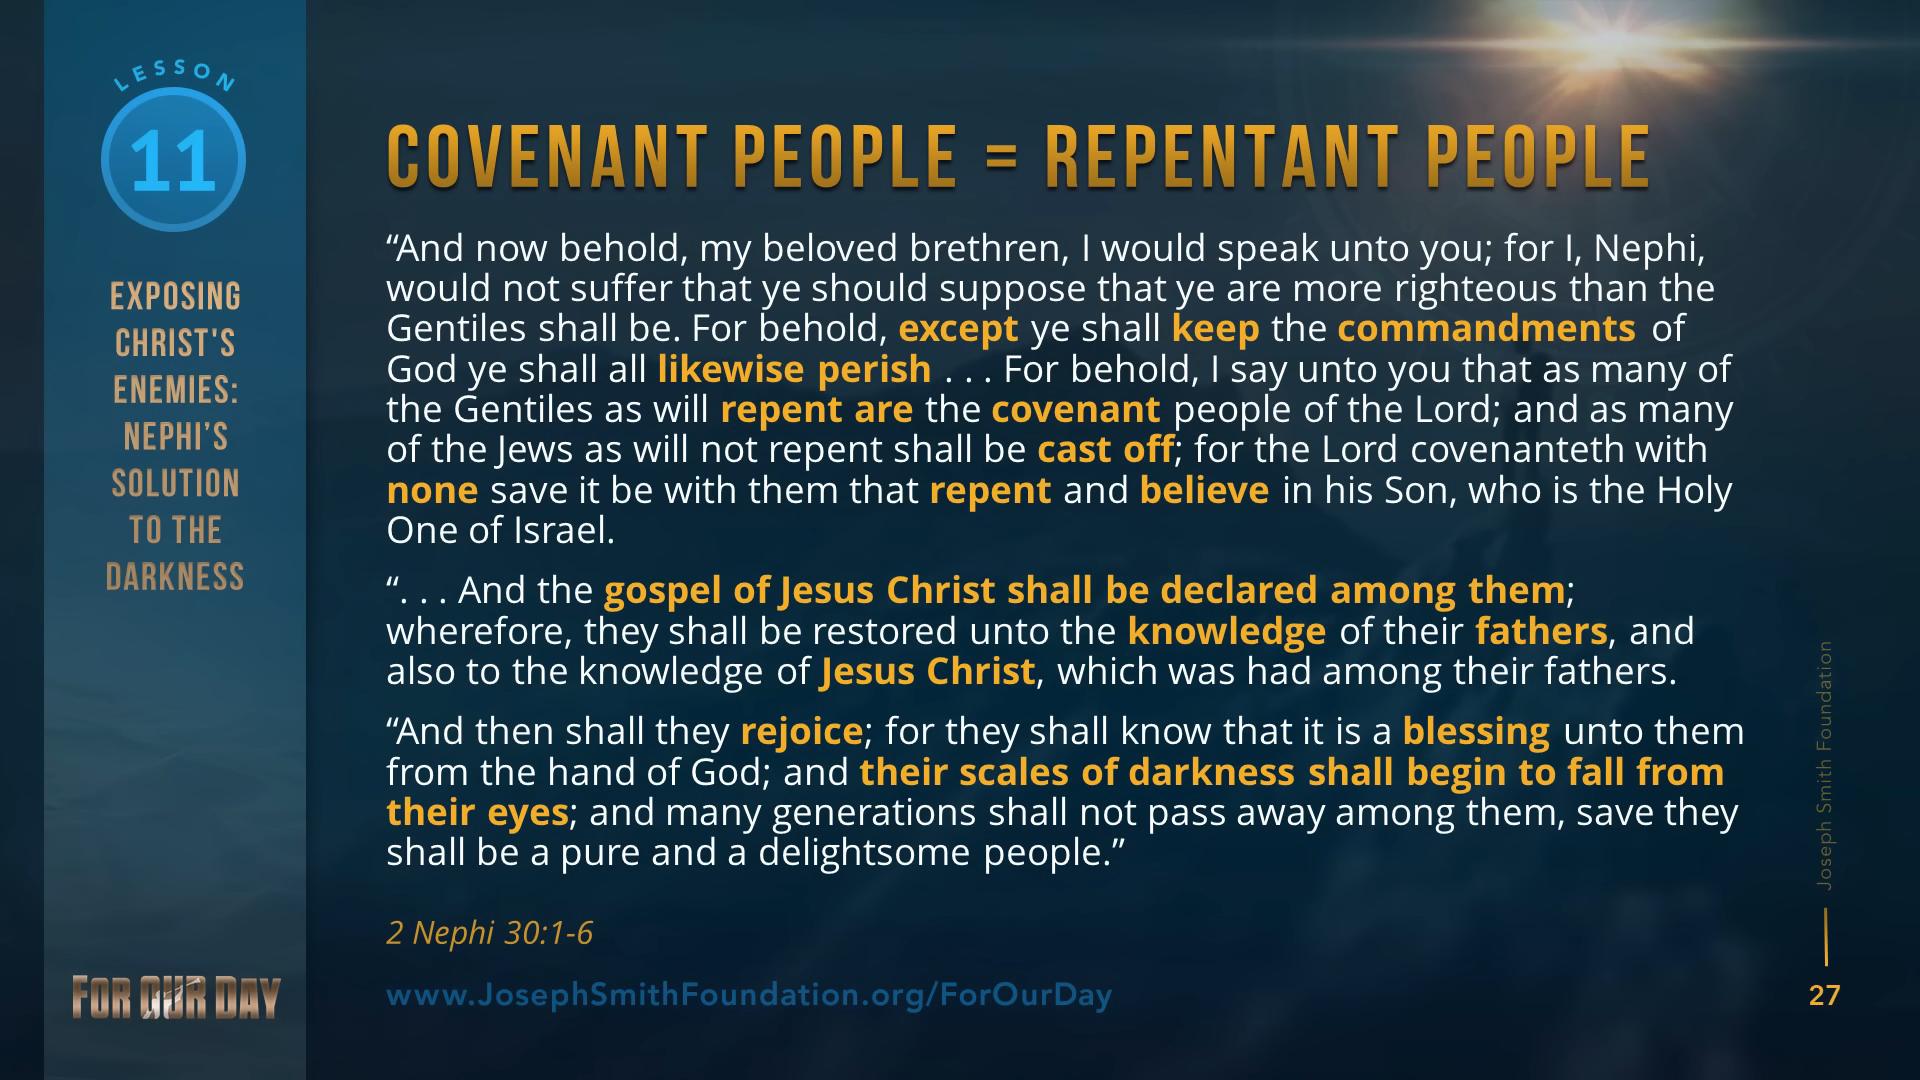 LESSON
11
EXPOSING
CHRIST'S
ENEMIES:
NEPHI’S
SOLUTION
TO THE
DARKNESS
FOR OUR DAY
COVENANT PEOPLE = REPENTANT PEOPLE
“And now behold, my beloved brethren, I would speak unto you; for I, Nephi,
would not suffer that ye should suppose that ye are more righteous than the
Gentiles shall be. For behold, except ye shall keep the commandments of
God ye shall all likewise perish . . . For behold, I say unto you that as many of
the Gentiles as will repent are the covenant people of the Lord; and as many
of the Jews as will not repent shall be cast off; for the Lord covenanteth with
none save it be with them that repent and believe in his Son, who is the Holy
One of Israel.
“. . . And the gospel of Jesus Christ shall be declared among them;
wherefore, they shall be restored unto the knowledge of their fathers, and
also to the knowledge of Jesus Christ, which was had among their fathers.
“And then shall they rejoice; for they shall know that it is a blessing unto them
from the hand of God; and their scales of darkness shall begin to fall from
their eyes; and many generations shall not pass away among them, save they
shall be a pure and a delightsome people.”
2 Nephi 30:1-6
www.JosephSmithFoundation.org/ForOurDay
Joseph Smith Foundation
27